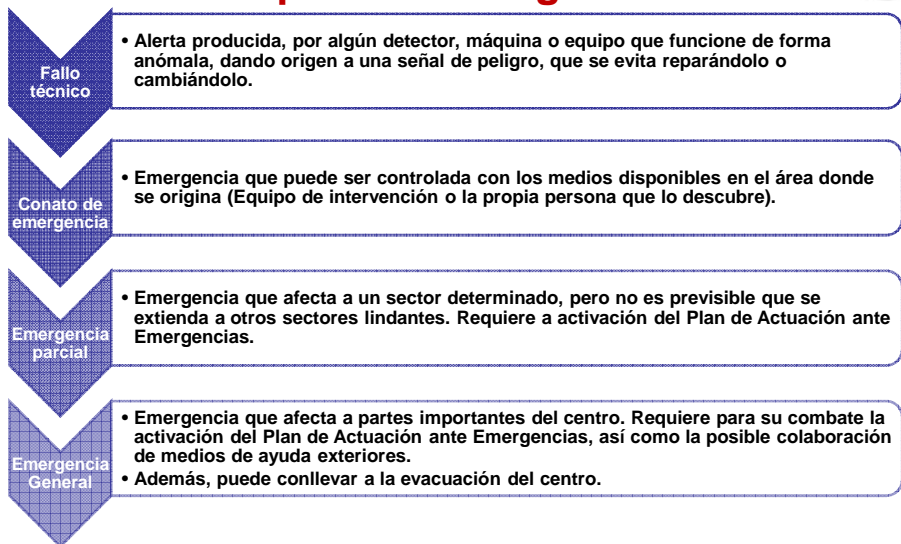 Fallo
técnico
• Alerta producida, por algún detector, máquina o equipo que funcione de forma
anómala, dando origen a una señal de peligro, que se evita reparándolo o
cambiándolo.
Conato de
emergencia
• Emergencia que puede ser controlada con los medios disponibles en el área donde
se origina (Equipo de intervención o la propia persona que lo descubre).
Emergencia
parcial
• Emergencia que afecta a un sector determinado, pero no es previsible que se
extienda a otros sectores lindantes. Requiere a activación del Plan de Actuación ante
Emergencias.
Emergencia
General
• Emergencia que afecta a partes importantes del centro. Requiere para su combate la
activación del Plan de Actuación ante Emergencias, así como la posible colaboración
de medios de ayuda exteriores.
• Además, puede conllevar a la evacuación del centro.